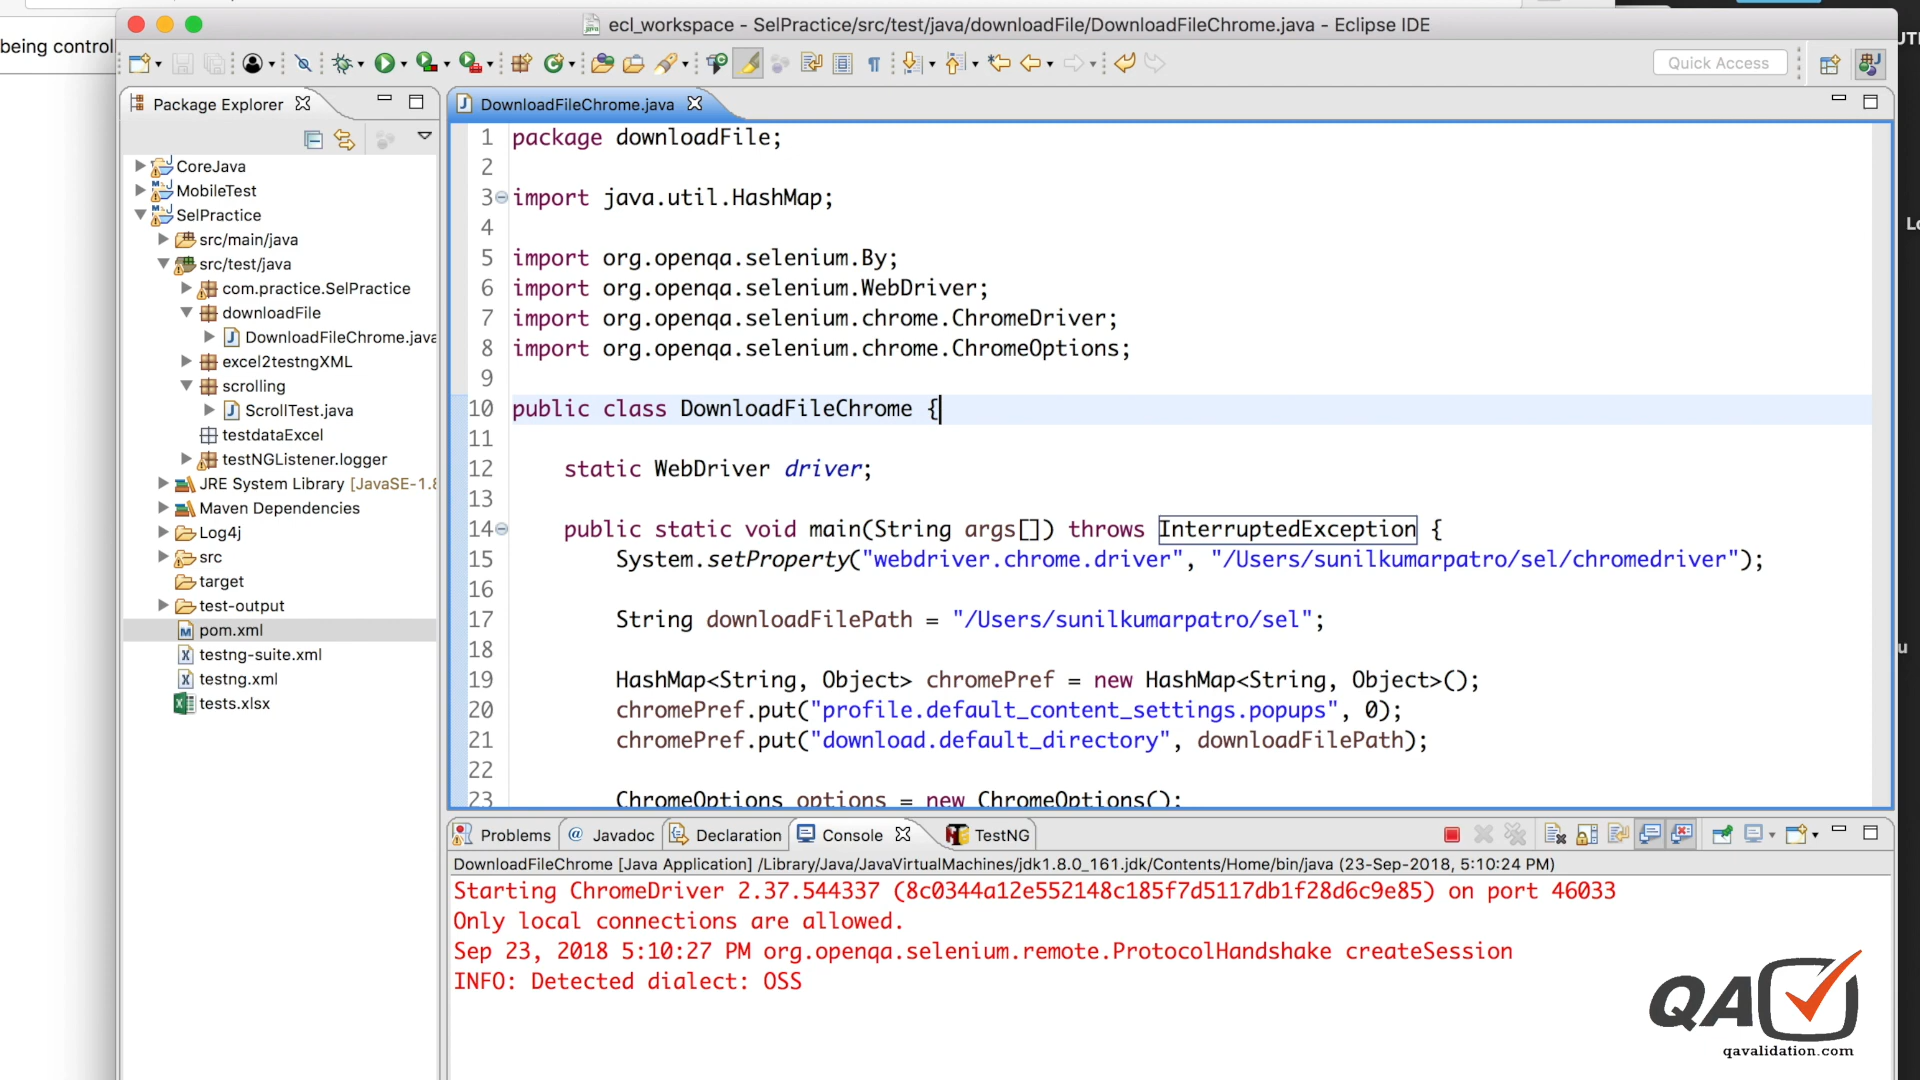 ecl_workspace - SelPractice/src/test/java/downloadFile/DownloadFileChrome.java - Eclipse IDE
being control
Quick Access
Package Explorer
CoreJava
MobileTest
SelPractice
src/main/java
src/test/java
com.practice.SelPractice
downloadFile
DownloadFileChrome.java
excel2testngXML
scrolling
ScrollTest.java
testdataExcel
testNGListener.logger
JRE System Library [JavaSE-1.8
Maven Dependencies
Log4j
src
target
test-output
pom.xml
testng-suite.xml
testng.xml
tests.xlsx
DownloadFileChrome.java
1 package downloadFile;
2
3 import java.util.HashMap;
4
5 import org.openqa.selenium.By;
6 import org.openqa.selenium.WebDriver;
7 import org.openqa.selenium.chrome.ChromeDriver;
8 import org.openqa.selenium.chrome.ChromeOptions;
9
10 public class DownloadFileChrome {
11
12 static WebDriver driver;
13
14 public static void main(String args[]) throws InterruptedException {
15 System.setProperty("webdriver.chrome.driver", "/Users/sunilkumarpatro/sel/chromedriver");
16
17 String downloadFilePath = "/Users/sunilkumarpatro/sel";
18
19 HashMap<String, Object> chromePref = new HashMap<String, Object>();
20 chromePref.put("profile.default_content_settings.popups", 0);
21 chromePref.put("download.default_directory", downloadFilePath);
22
23 ChromeOptions options = new ChromeOptions();
Problems @ Javadoc Declaration Console TestNG
DownloadFileChrome [Java Application] /Library/Java/JavaVirtualMachines/jdk1.8.0_161.jdk/Contents/Home/bin/java (23-Sep-2018, 5:10:24 PM)
Starting ChromeDriver 2.37.544337 (8c0344a12e552148c185f7d5117db1f28d6c9e85) on port 46033
Only local connections are allowed.
Sep 23, 2018 5:10:27 PM org.openqa.selenium.remote.ProtocolHandshake createSession
INFO: Detected dialect: OSS
QA
qavalidation.com